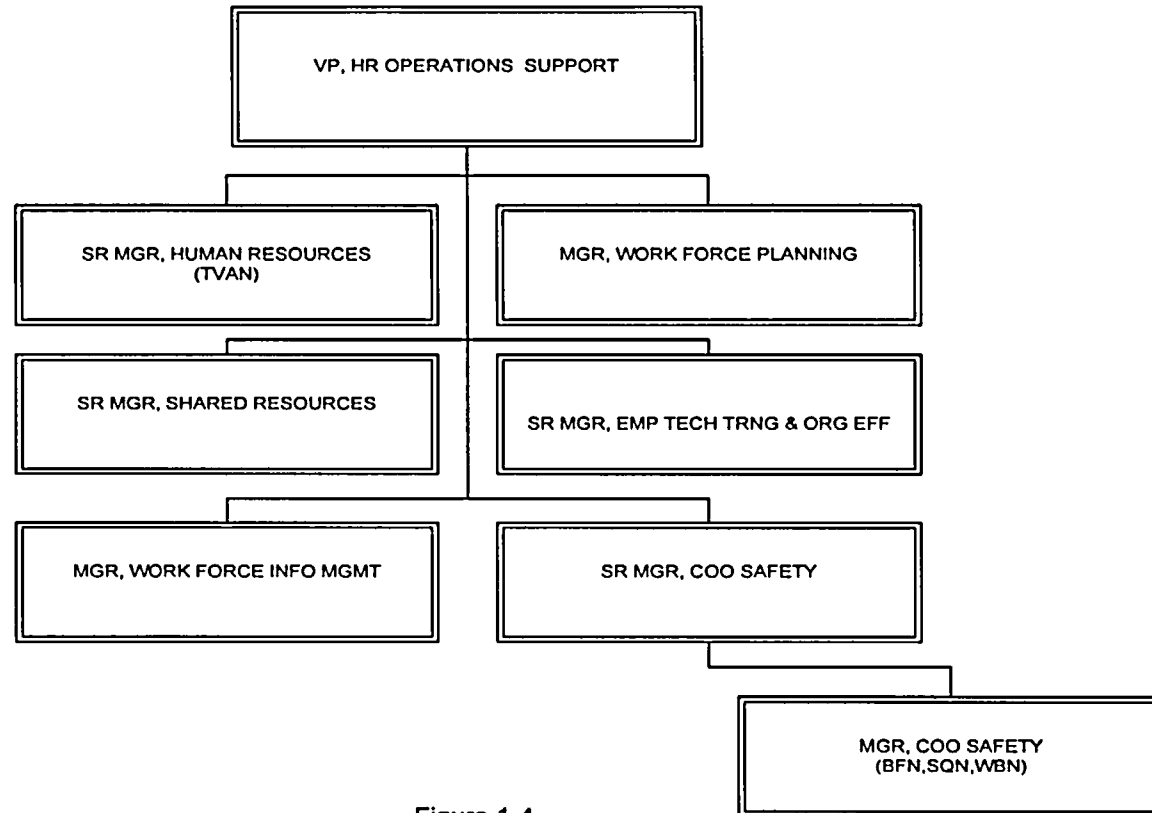 VP, HR OPERATIONS SUPPORT
SR MGR, HUMAN RESOURCES
(TVAN)
MGR, WORK FORCE PLANNING
SR MGR, SHARED RESOURCES
SR MGR, EMP TECH TRNG & ORG EFF
MGR, WORK FORCE INFO MGMT
SR MGR, COO SAFETY
MGR, COO SAFETY
(BFN,SQN,WBN)